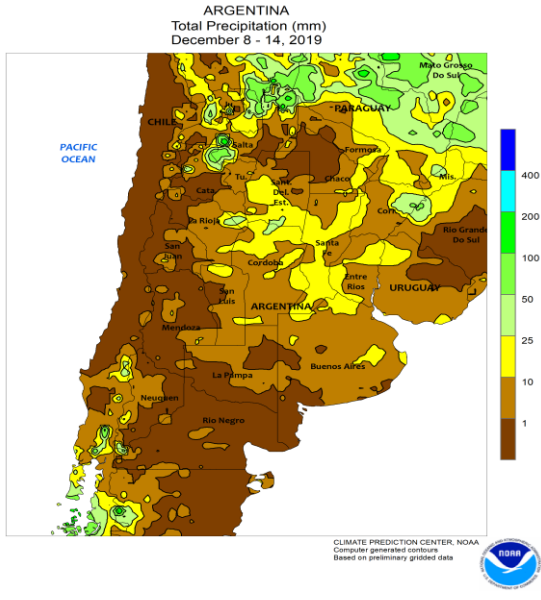 ARGENTINA
Total Precipitation (mm)
December 8 - 14, 2019
Mato Grosso
Do Sul
Ju
PARAGUAY
CHILE
PACIFIC
OCEAN
Salta
Formosa
Tu.
Chaco
Mis.
Cata.
Sant.
Del.
Est.
Corr.
La Rioja
Rio Grande
Do Sul
San
Juan
Santa
Fe
Cordoba
Entre
Rios
URUGUAY
San
Luis
ARGENTINA
Mendoza
Buenos Aires
La Pampa
Neuquen
Rio Negro
400
200
100
50
25
10
1
CLIMATE PREDICTION CENTER, NOAA
Computer generated contours
Based on preliminary gridded data
NOAA